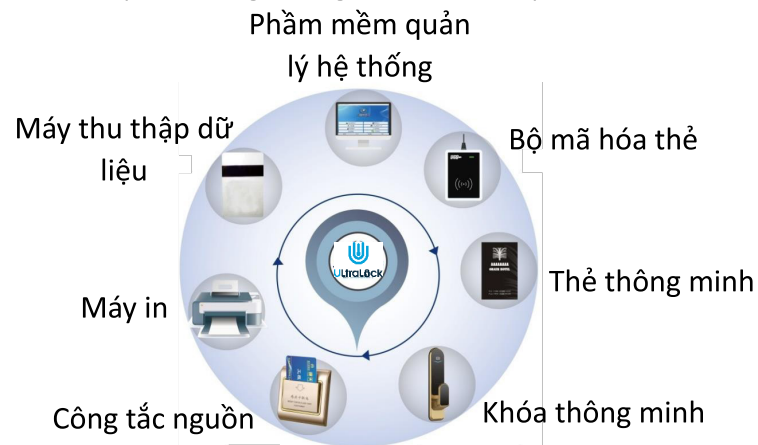 Phầm mềm quản
lý hệ thống
Máy thu thập dữ
liệu
Bộ mã hóa thẻ
ULtraLock
Thẻ thông minh
Máy in
Công tắc nguồn
Khóa thông minh